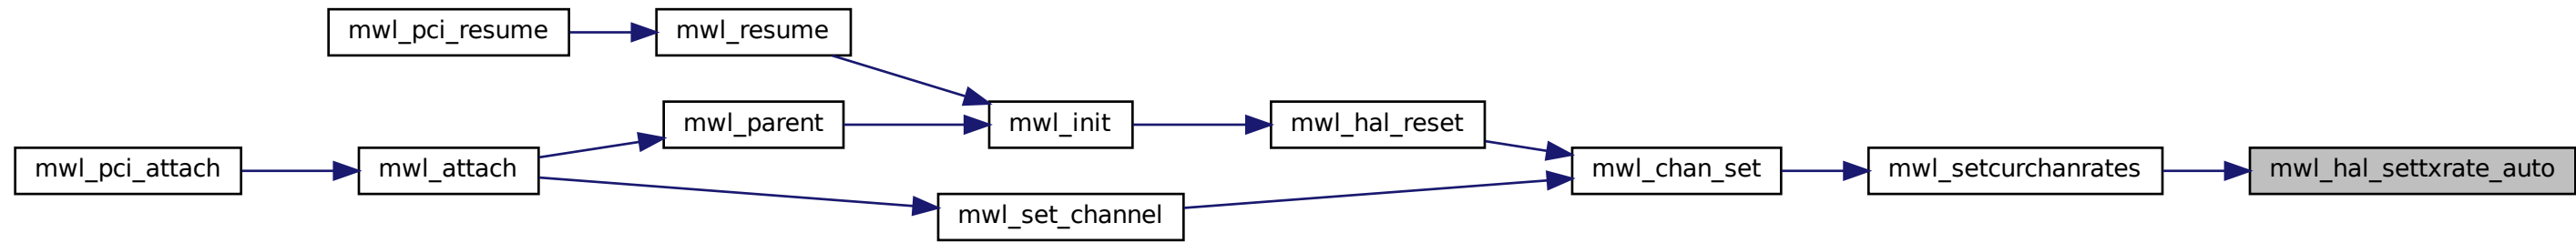 mwl_pci_resume
mwl_resume
mwl_parent
mwl_init
mwl_hal_reset
mwl_pci_attach
mwl_attach
mwl_chan_set
mwl_setcurchanrates
mwl_hal_settxrate_auto
mwl_set_channel